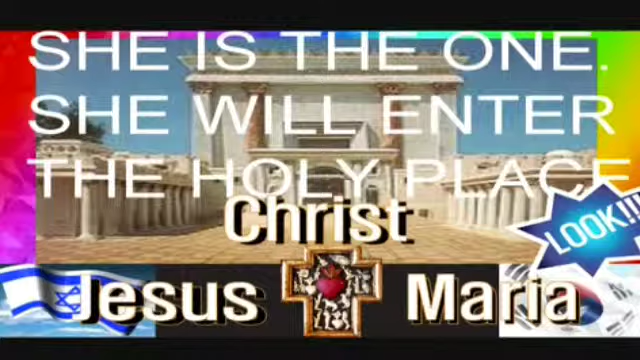 SHE IS THE ONE.
SHE WILL ENTER
THE HOLY PLACE
Christ
LOOK!!!
Jesus Maria